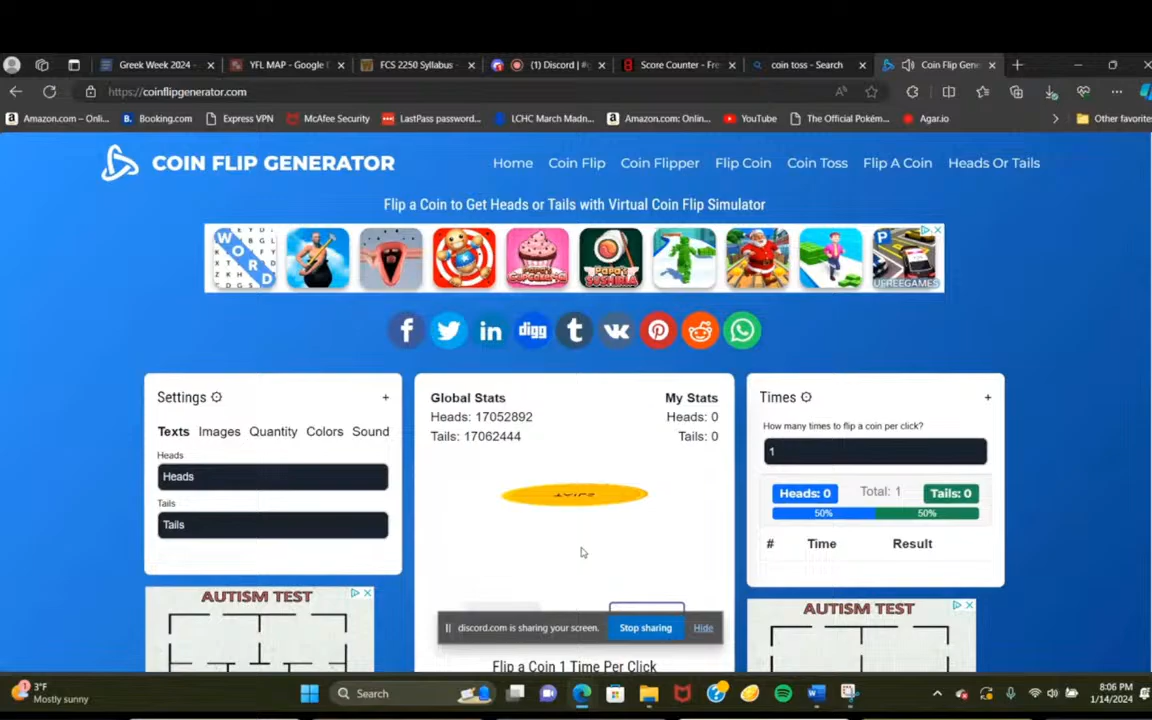 Greek Week 2024 -
YFL MAP - Google
FCS 2250 Syllabus
(1) Discord | #g
Score Counter - Fre
coin toss - Search
Coin Flip Gene
https://coinflipgenerator.com
Amazon.com – Onli...
Booking.com
Express VPN
McAfee Security
LastPass password...
LCHC March Madn...
Amazon.com: Onlin...
YouTube
The Official Pokém...
Agar.io
Other favorites
COIN FLIP GENERATOR
Home
Coin Flip
Coin Flipper
Flip Coin
Coin Toss
Flip A Coin
Heads Or Tails
Flip a Coin to Get Heads or Tails with Virtual Coin Flip Simulator
WORD
UFREEGAMES
digg
Settings
Texts Images Quantity Colors Sound
Heads
Heads
Tails
Tails
Global Stats
Heads: 17052892
Tails: 17062444
My Stats
Heads: 0
Tails: 0
TAILS
Times
How many times to flip a coin per click?
1
Heads: 0
Total: 1
Tails: 0
50%
50%
# Time Result
AUTISM TEST
AUTISM TEST
discord.com is sharing your screen.
Stop sharing
Hide
Flip a Coin 1 Time Per Click
3°F
Mostly sunny
Search
8:06 PM
1/14/2024